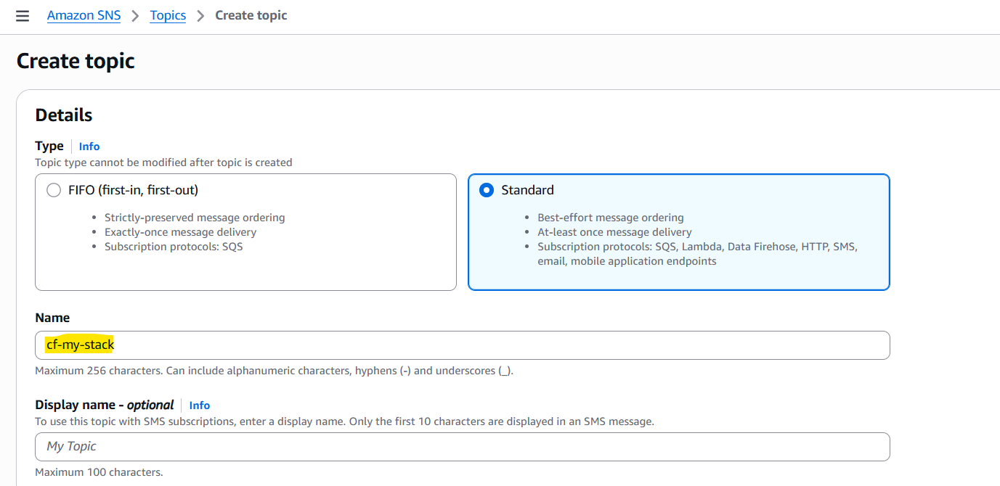 Amazon SNS > Topics > Create topic
Create topic
Details
Type Info
Topic type cannot be modified after topic is created
FIFO (first-in, first-out)
• Strictly-preserved message ordering
• Exactly-once message delivery
• Subscription protocols: SQS
Standard
• Best-effort message ordering
• At-least once message delivery
• Subscription protocols: SQS, Lambda, Data Firehose, HTTP, SMS,
email, mobile application endpoints
Name
cf-my-stack
Maximum 256 characters. Can include alphanumeric characters, hyphens (-) and underscores (_).
Display name - optional Info
To use this topic with SMS subscriptions, enter a display name. Only the first 10 characters are displayed in an SMS message.
My Topic
Maximum 100 characters.